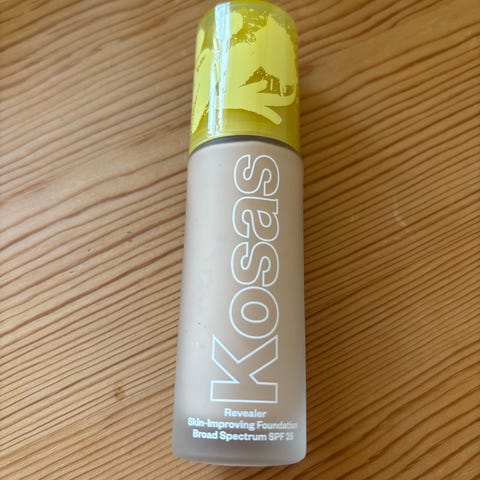 Kosas
Revealer
Skin-Improving Foundation
Broad Spectrum SPF 25